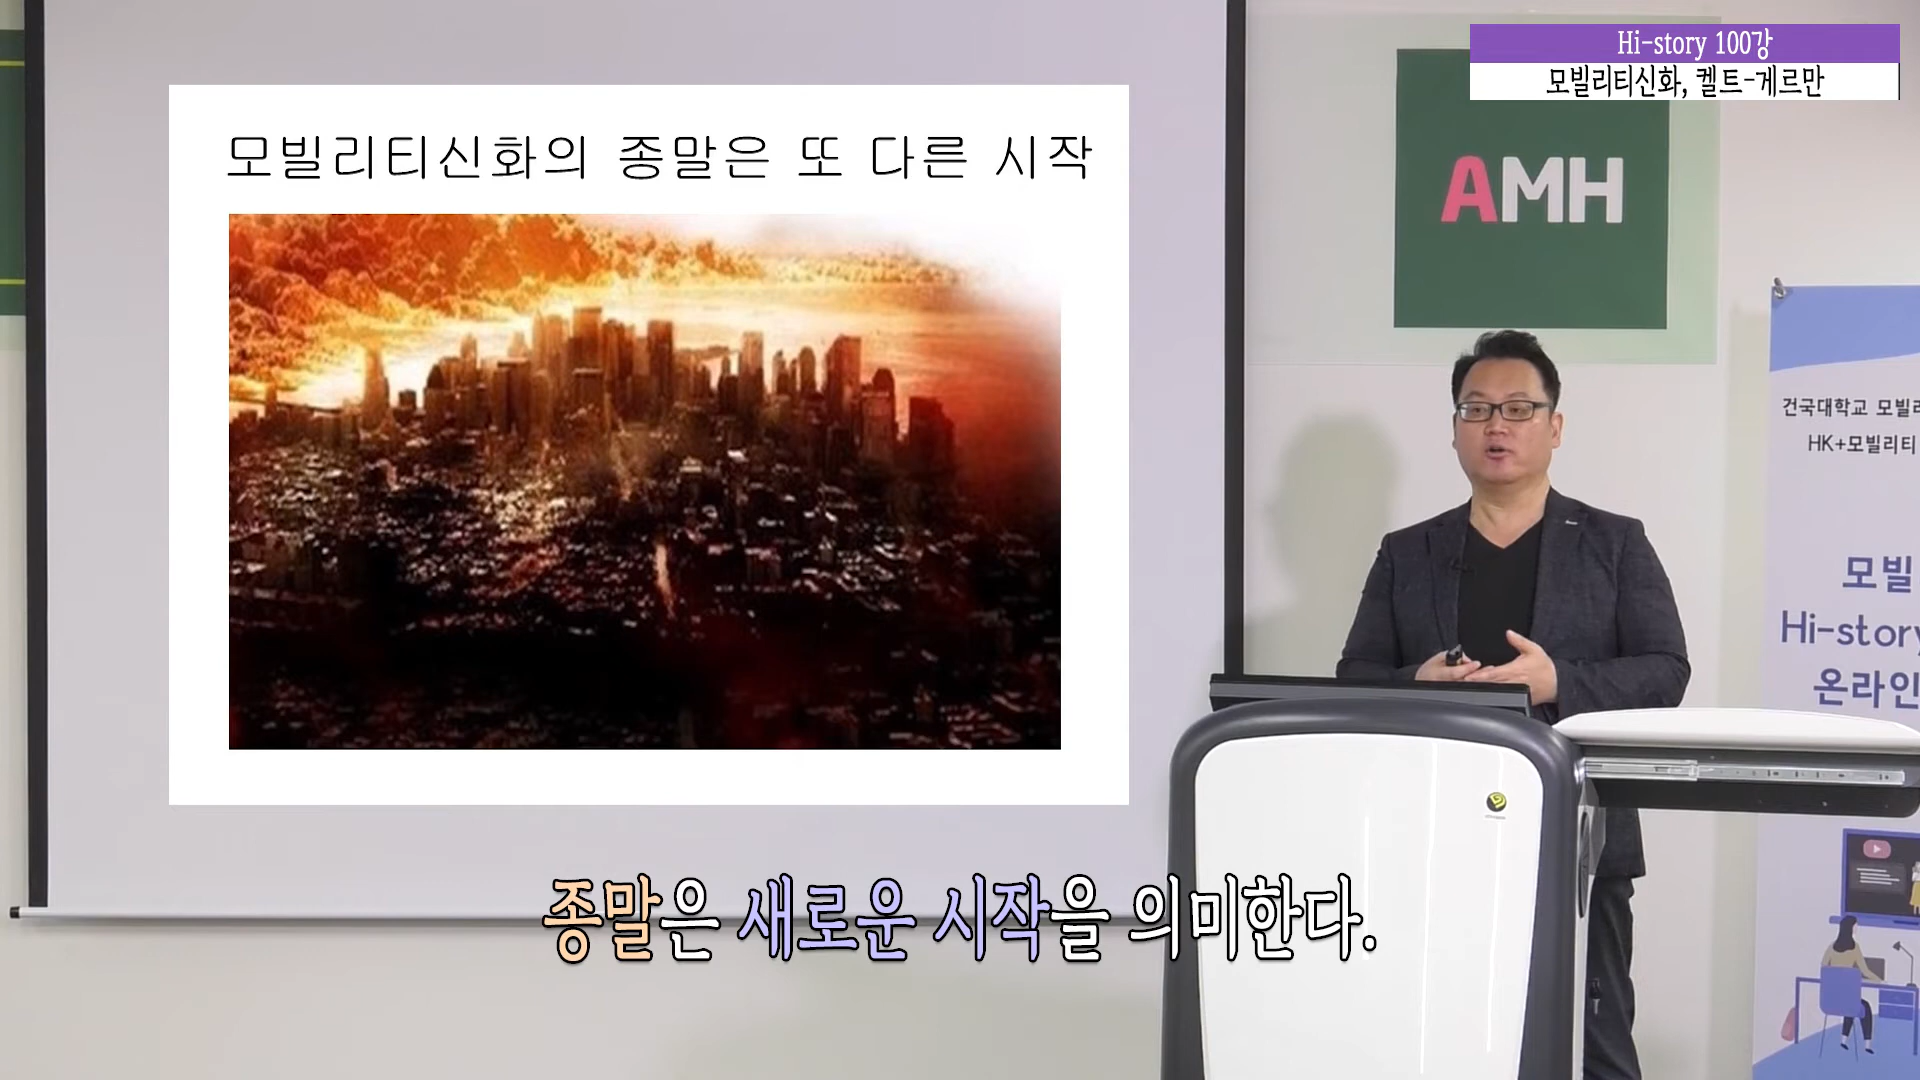 Hi-story 100강
모빌리티신화, 켈트-게르만
모빌리티신화의 종말은 또 다른 시작
AMH
건국대학교
HK+모빌리티
모빌
Hi-story
온라인
종말은 새로운 시작을 의미한다.